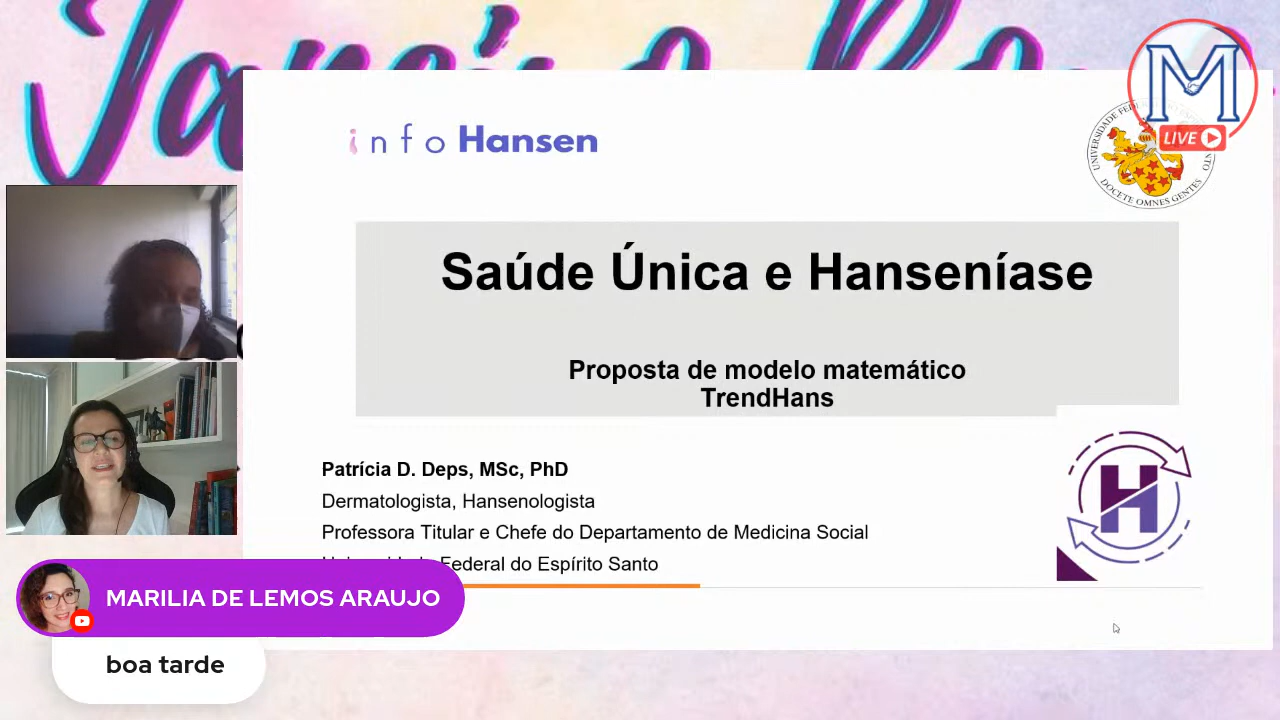 info Hansen
M
LIVE
DOCETE OMNES GENTES
Saúde Única e Hanseníase
Proposta de modelo matemático
TrendHans
Patrícia D. Deps, MSc, PhD
Dermatologista, Hansenologista
Professora Titular e Chefe do Departamento de Medicina Social
Federal do Espírito Santo
H
MARILIA DE LEMOS ARAUJO
boa tarde